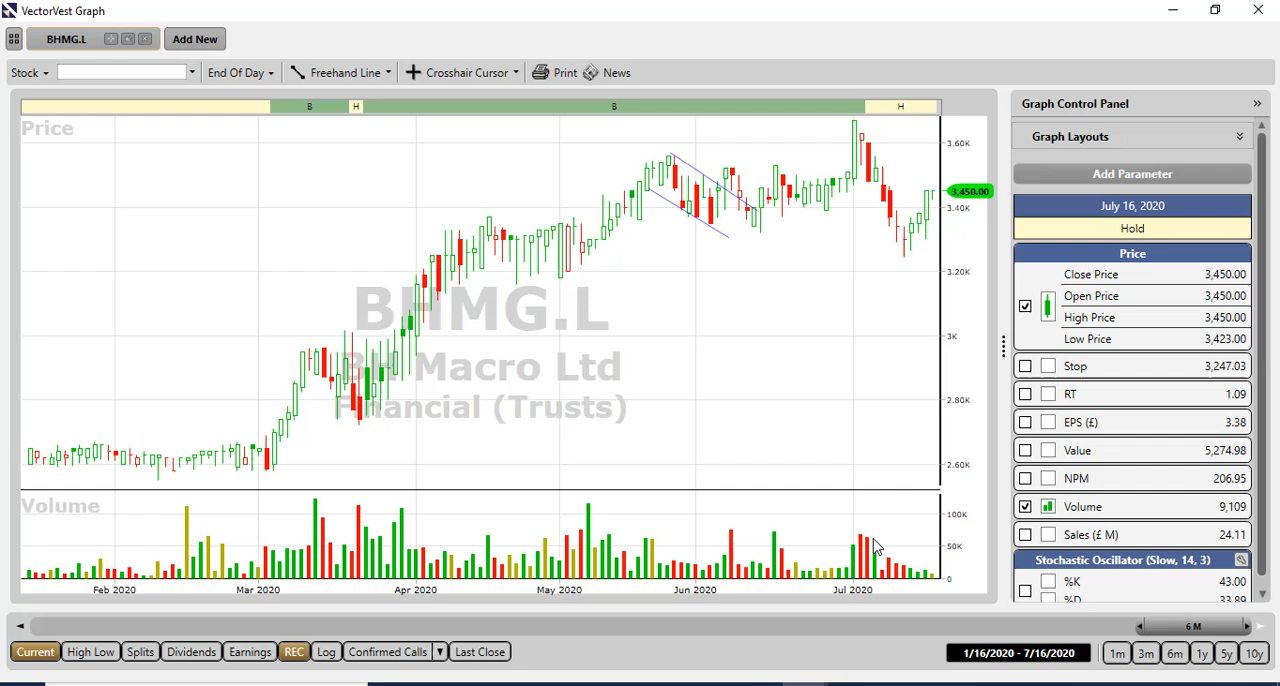 VectorVest Graph
BHMG.L Add New
Stock End Of Day Freehand Line Crosshair Cursor Print News
B H B H
Price
3.60K
3,450.00
3.40K
3.20K
3K
2.80K
2.60K
BHMG.L
BH Macro Ltd
Financial (Trusts)
Volume
100K
50K
0
Feb 2020 Mar 2020 Apr 2020 May 2020 Jun 2020 Jul 2020
Graph Control Panel
Graph Layouts
Add Parameter
July 16, 2020
Hold
Price
Close Price 3,450.00
Open Price 3,450.00
High Price 3,450.00
Low Price 3,423.00
Stop 3,247.03
RT 1.09
EPS (£) 3.38
Value 5,274.98
NPM 206.95
Volume 9,109
Sales (£ M) 24.11
Stochastic Oscillator (Slow, 14, 3)
%K 43.00
%D 33.89
6 M
Current High Low Splits Dividends Earnings REC Log Confirmed Calls Last Close
1/16/2020 - 7/16/2020 1m 3m 6m 1y 5y 10y